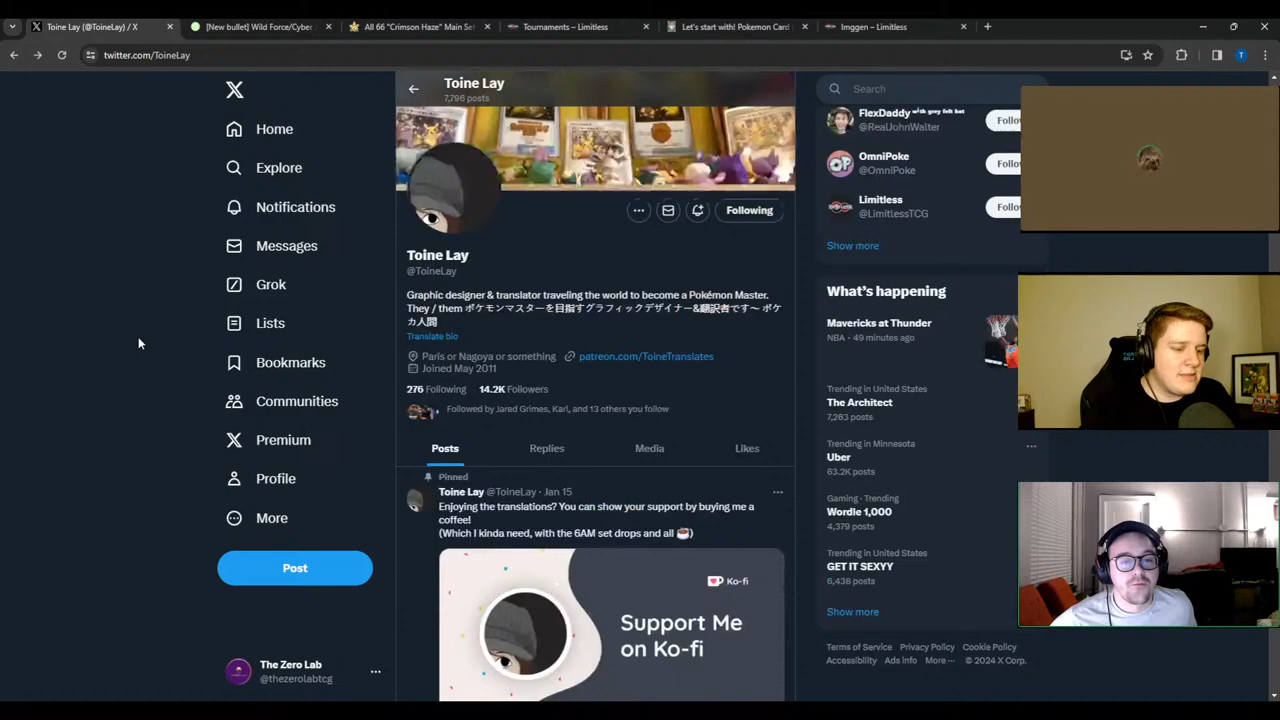 Toine Lay (@ToineLay) / X
[New bullet] Wild Force/Cyber
All 66 "Crimson Haze" Main Set
Tournaments – Limitless
Let's start with! Pokemon Card
Imggen – Limitless
twitter.com/ToineLay
T
Home
Explore
Notifications
Messages
Grok
Lists
Bookmarks
Communities
Premium
Profile
More
Post
The Zero Lab
@thezerolabtcg
Toine Lay
7,796 posts
Following
Toine Lay
@ToineLay
Graphic designer & translator traveling the world to become a Pokémon Master.
They / them ポケモンマスターを目指すグラフィックデザイナー&翻訳者です〜 ポケ
カ人間
Translate bio
Paris or Nagoya or something patreon.com/ToineTranslates
Joined May 2011
276 Following 14.2K Followers
Followed by Jared Grimes, Karl, and 13 others you follow
Posts Replies Media Likes
Pinned
Toine Lay @ToineLay · Jan 15
Enjoying the translations? You can show your support by buying me a
coffee!
(Which I kinda need, with the 6AM set drops and all ☕)
Ko-fi
Support Me
on Ko-fi
Search
FlexDaddy with grey felt hat
@RealJohnWalter
Follo
OmniPoke
@OmniPoke
Follo
Limitless
@LimitlessTCG
Follo
Show more
What's happening
Mavericks at Thunder
NBA · 49 minutes ago
Trending in United States
The Architect
7,263 posts
Trending in Minnesota
Uber
63.2K posts
Gaming · Trending
Wordle 1,000
4,379 posts
Trending in United States
GET IT SEXYY
6,438 posts
Show more
Terms of Service Privacy Policy Cookie Policy
Accessibility Ads info More ··· © 2024 X Corp.